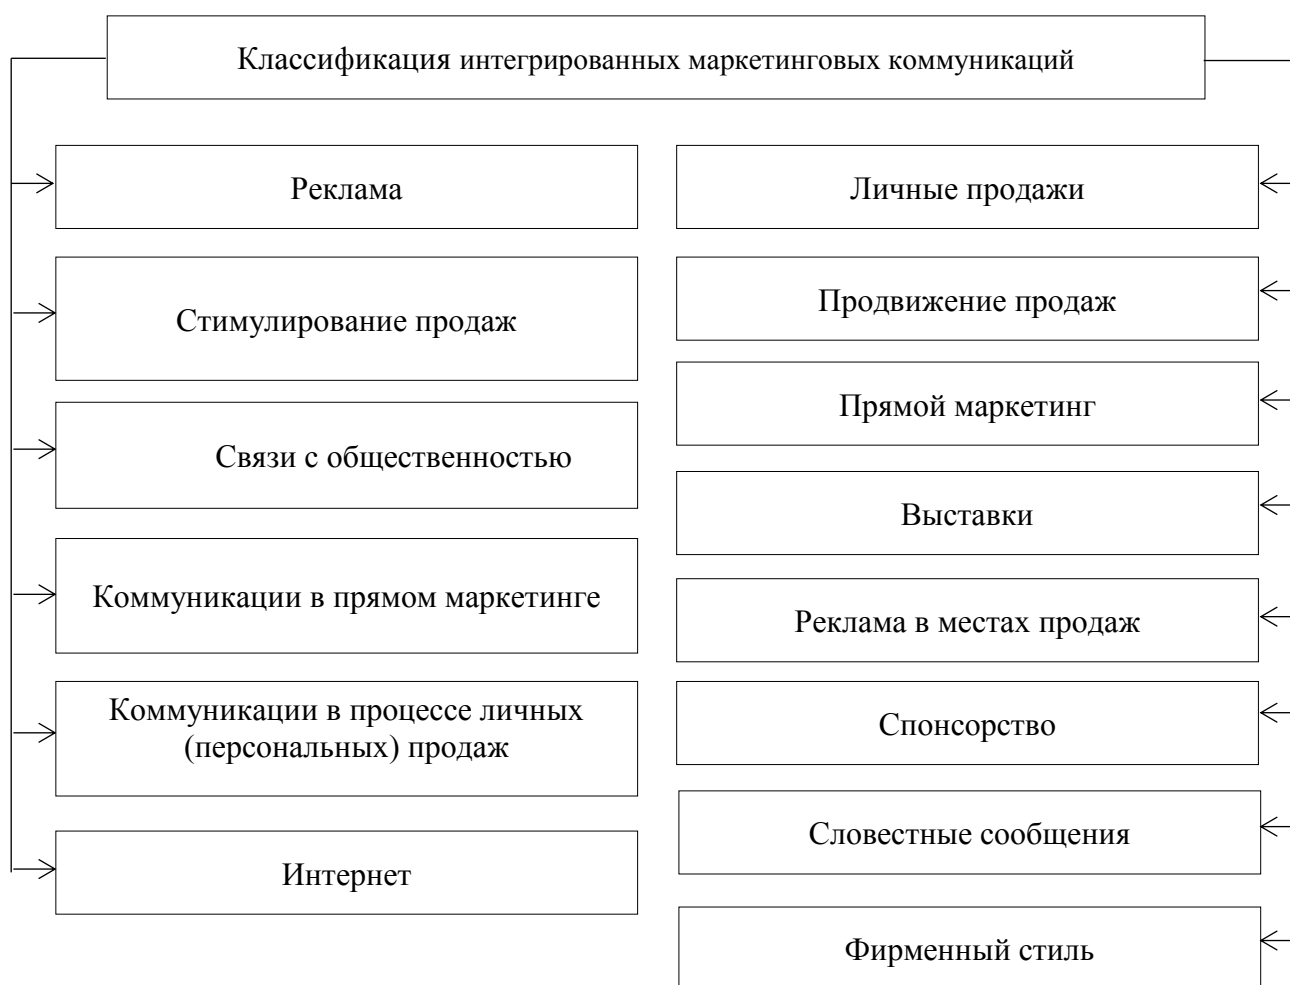 Классификация интегрированных маркетинговых коммуникаций
Реклама
Стимулирование продаж
Связи с общественностью
Коммуникации в прямом маркетинге
Коммуникации в процессе личных
(персональных) продаж
Интернет
Личные продажи
Продвижение продаж
Прямой маркетинг
Выставки
Реклама в местах продаж
Спонсорство
Словестные сообщения
Фирменный стиль